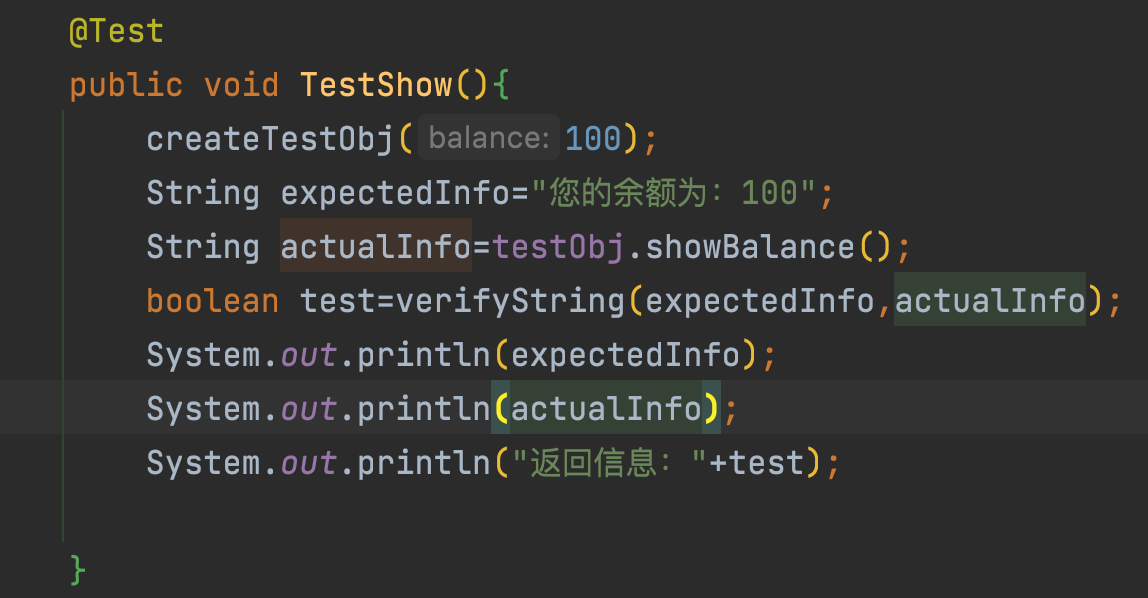 @Test
public void TestShow(){
createTestObj( balance: 100);
String expectedInfo="您的余额为：100";
String actualInfo=testObj.showBalance();
boolean test=verifyString(expectedInfo,actualInfo);
System.out.println(expectedInfo);
System.out.println(actualInfo);
System.out.println("返回信息："+test);
}